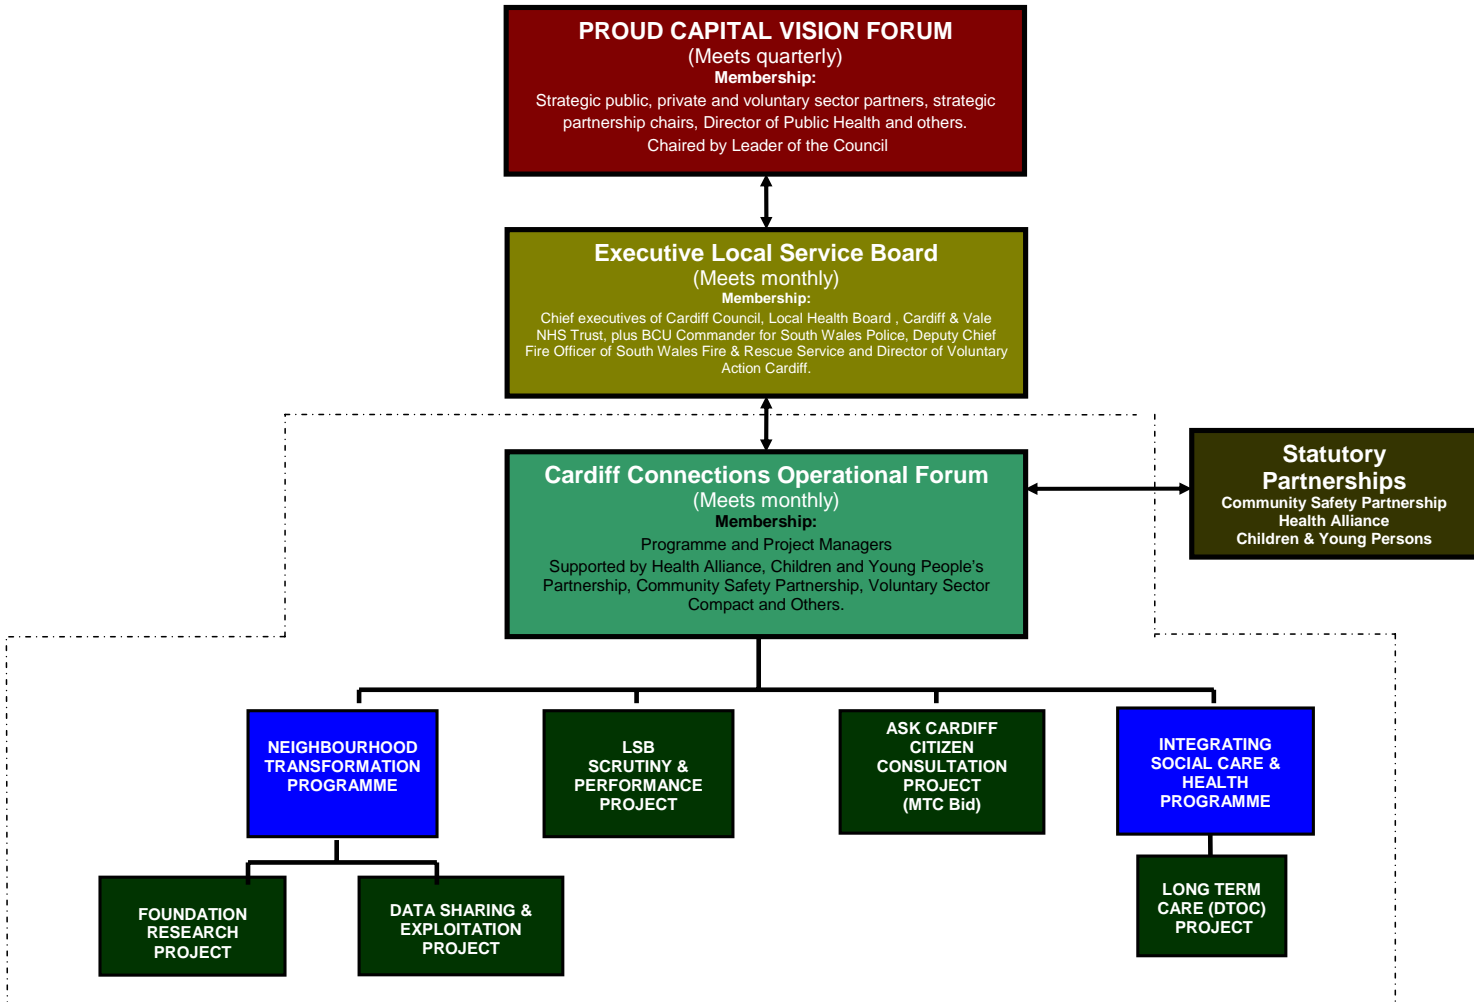 PROUD CAPITAL VISION FORUM
(Meets quarterly)
Membership:
Strategic public, private and voluntary sector partners, strategic
partnership chairs, Director of Public Health and others.
Chaired by Leader of the Council
Executive Local Service Board
(Meets monthly)
Membership:
Chief executives of Cardiff Council, Local Health Board , Cardiff & Vale
NHS Trust, plus BCU Commander for South Wales Police, Deputy Chief
Fire Officer of South Wales Fire & Rescue Service and Director of Voluntary
Action Cardiff.
Cardiff Connections Operational Forum
(Meets monthly)
Membership:
Programme and Project Managers
Supported by Health Alliance, Children and Young People's
Partnership, Community Safety Partnership, Voluntary Sector
Compact and Others.
Statutory
Partnerships
Community Safety Partnership
Health Alliance
Children & Young Persons
NEIGHBOURHOOD
TRANSFORMATION
PROGRAMME
LSB
SCRUTINY &
PERFORMANCE
PROJECT
ASK CARDIFF
CITIZEN
CONSULTATION
PROJECT
(MTC Bid)
INTEGRATING
SOCIAL CARE &
HEALTH
PROGRAMME
FOUNDATION
RESEARCH
PROJECT
DATA SHARING &
EXPLOITATION
PROJECT
LONG TERM
CARE (DTOC)
PROJECT